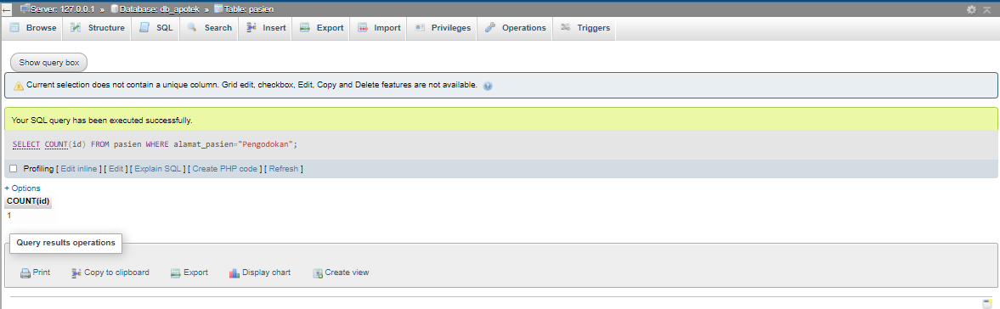 Server: 127.0.0.1 » Database: db_apotek » Table: pasien
Browse Structure SQL Search Insert Export Import Privileges Operations Triggers
Show query box
Current selection does not contain a unique column. Grid edit, checkbox, Edit, Copy and Delete features are not available.
Your SQL query has been executed successfully.
SELECT COUNT(id) FROM pasien WHERE alamat_pasien="Pengodokan";
Profiling [ Edit inline ] [ Edit ] [ Explain SQL ] [ Create PHP code ] [ Refresh ]
+ Options
COUNT(id)
1
Query results operations
Print Copy to clipboard Export Display chart Create view